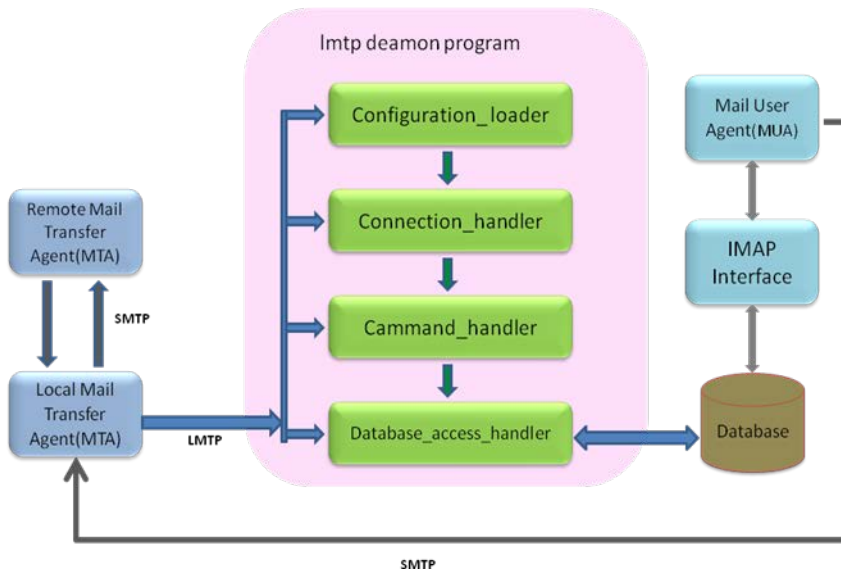 lmtp deamon program
Configuration_loader
Connection_handler
Cammand_handler
Database_access_handler
Remote Mail
Transfer
Agent(MTA)
SMTP
Local Mail
Transfer
Agent(MTA)
LMTP
Mail User
Agent(MUA)
IMAP
Interface
Database
SMTP